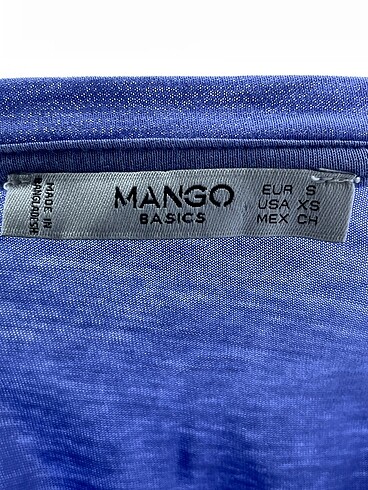 MADE IN
BANGLADESH
MANGO
BASICS
EUR S
USA XS
MEX CH